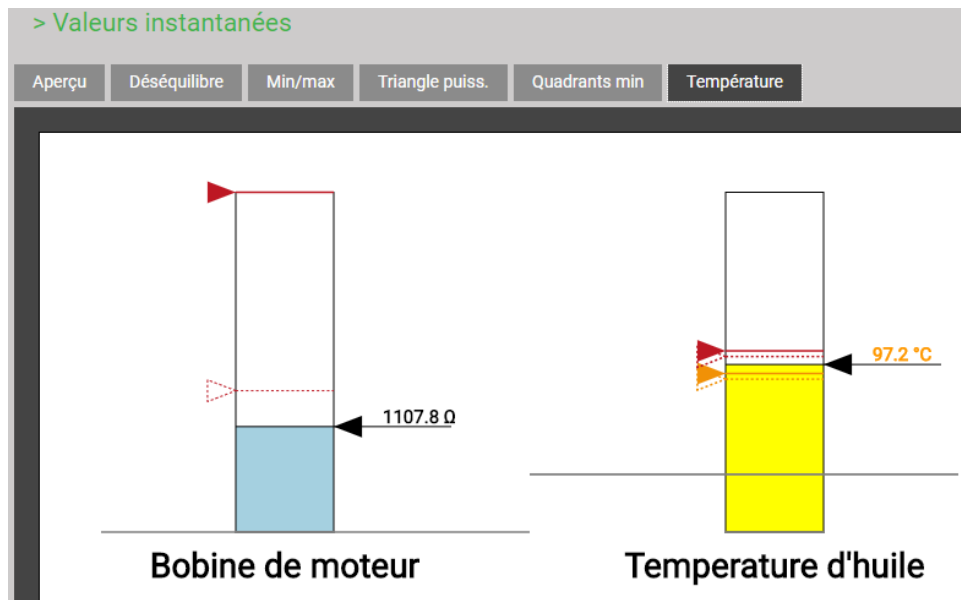 > Valeurs instantanées
Aperçu Déséquilibre Min/max Triangle puiss. Quadrants min Température
97.2 °C
1107.8 Ω
Bobine de moteur Temperature d'huile